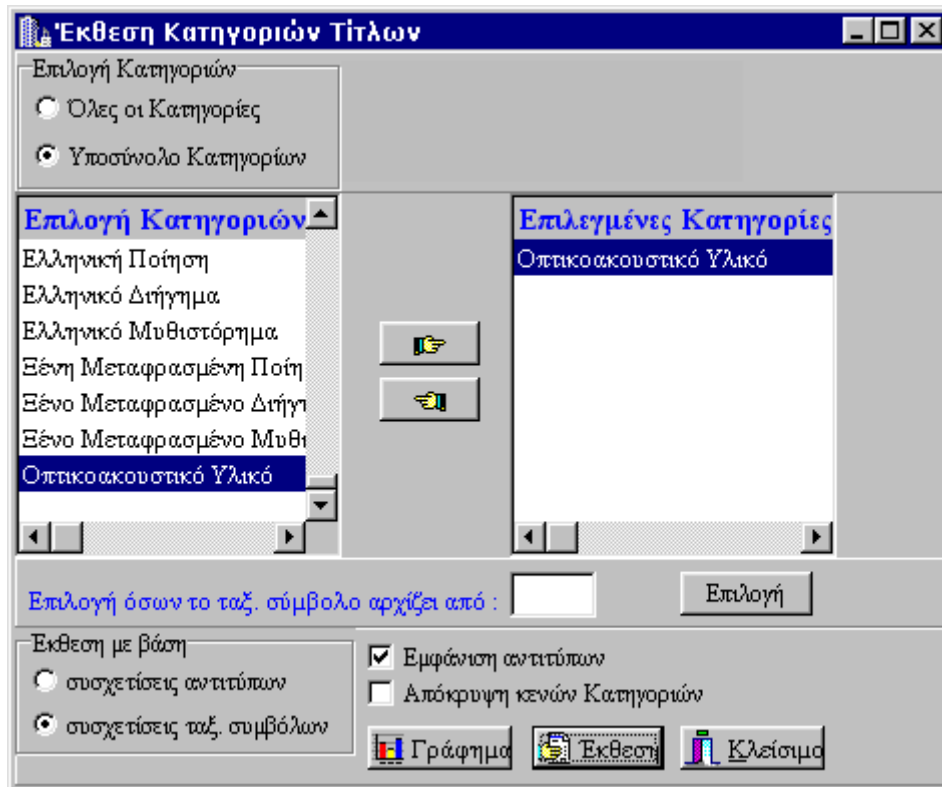 Έκθεση Κατηγοριών Τίτλων
Επιλογή Κατηγοριών
Όλες οι Κατηγορίες
Υποσύνολο Κατηγορίων
Επιλογή Κατηγοριών
Ελληνική Ποίηση
Ελληνικό Διήγημα
Ελληνικό Μυθιστόρημα
Ξένη Μεταφρασμένη Ποίη
Ξένο Μεταφρασμένο Διήγη
Ξένο Μεταφρασμένο Μυθι
Οπτικοακουστικό Υλικό
Επιλεγμένες Κατηγορίες
Οπτικοακουστικό Υλικό
Επιλογή όσων το ταξ. σύμβολο αρχίζει από :
Επιλογή
Έκθεση με βάση
συσχετίσεις αντιτύπων
συσχετίσεις ταξ. συμβόλων
Εμφάνιση αντιτύπων
Απόκρυψη κενών Κατηγοριών
Γράφημα
Έκθεση
Κλείσιμο